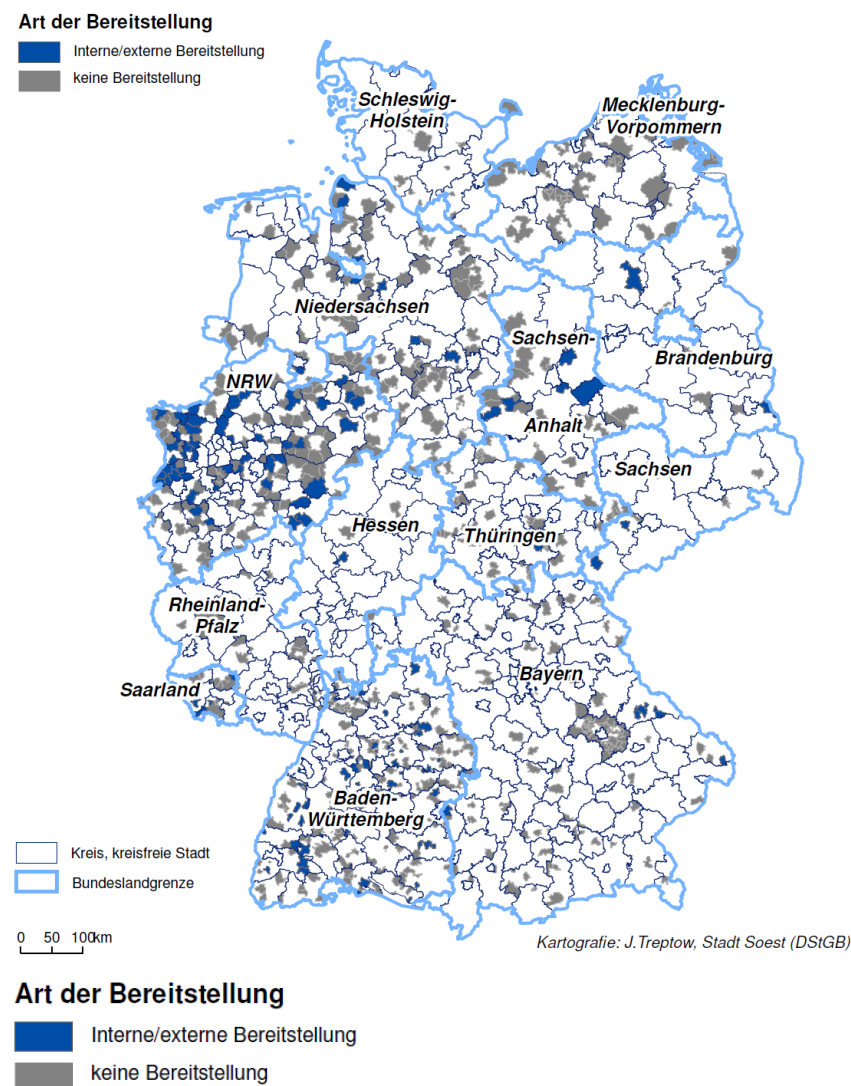 Art der Bereitstellung
Interne/externe Bereitstellung
keine Bereitstellung
Schleswig-
Holstein
Mecklenburg-
Vorpommern
Niedersachsen
Sachsen-
Brandenburg
NRW
Anhalt
Sachsen
Hessen
Thüringen
Rheinland-
Pfalz
Saarland
Bayern
Baden-
Württemberg
Kreis, kreisfreie Stadt
Bundeslandgrenze
0 50 100km
Kartografie: J.Treptow, Stadt Soest (DStGB)
Art der Bereitstellung
Interne/externe Bereitstellung
keine Bereitstellung